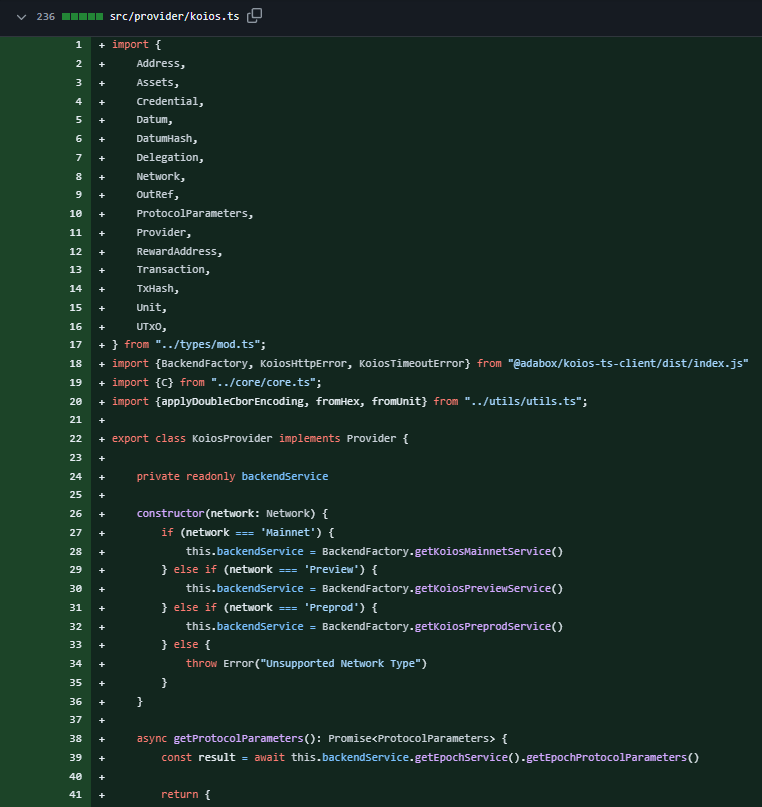 236 src/provider/koios.ts
1 + import {
2 + Address,
3 + Assets,
4 + Credential,
5 + Datum,
6 + DatumHash,
7 + Delegation,
8 + Network,
9 + OutRef,
10 + ProtocolParameters,
11 + Provider,
12 + RewardAddress,
13 + Transaction,
14 + TxHash,
15 + Unit,
16 + UTxO,
17 + } from "../types/mod.ts";
18 + import {BackendFactory, KoiosHttpError, KoiosTimeoutError} from "@adabox/koios-ts-client/dist/index.js"
19 + import {C} from "../core/core.ts";
20 + import {applyDoubleCborEncoding, fromHex, fromUnit} from "../utils/utils.ts";
21 +
22 + export class KoiosProvider implements Provider {
23 +
24 + private readonly backendService
25 +
26 + constructor(network: Network) {
27 + if (network === 'Mainnet') {
28 + this.backendService = BackendFactory.getKoiosMainnetService()
29 + } else if (network === 'Preview') {
30 + this.backendService = BackendFactory.getKoiosPreviewService()
31 + } else if (network === 'Preprod') {
32 + this.backendService = BackendFactory.getKoiosPreprodService()
33 + } else {
34 + throw Error("Unsupported Network Type")
35 + }
36 + }
37 +
38 + async getProtocolParameters(): Promise<ProtocolParameters> {
39 + const result = await this.backendService.getEpochService().getEpochProtocolParameters()
40 +
41 + return {